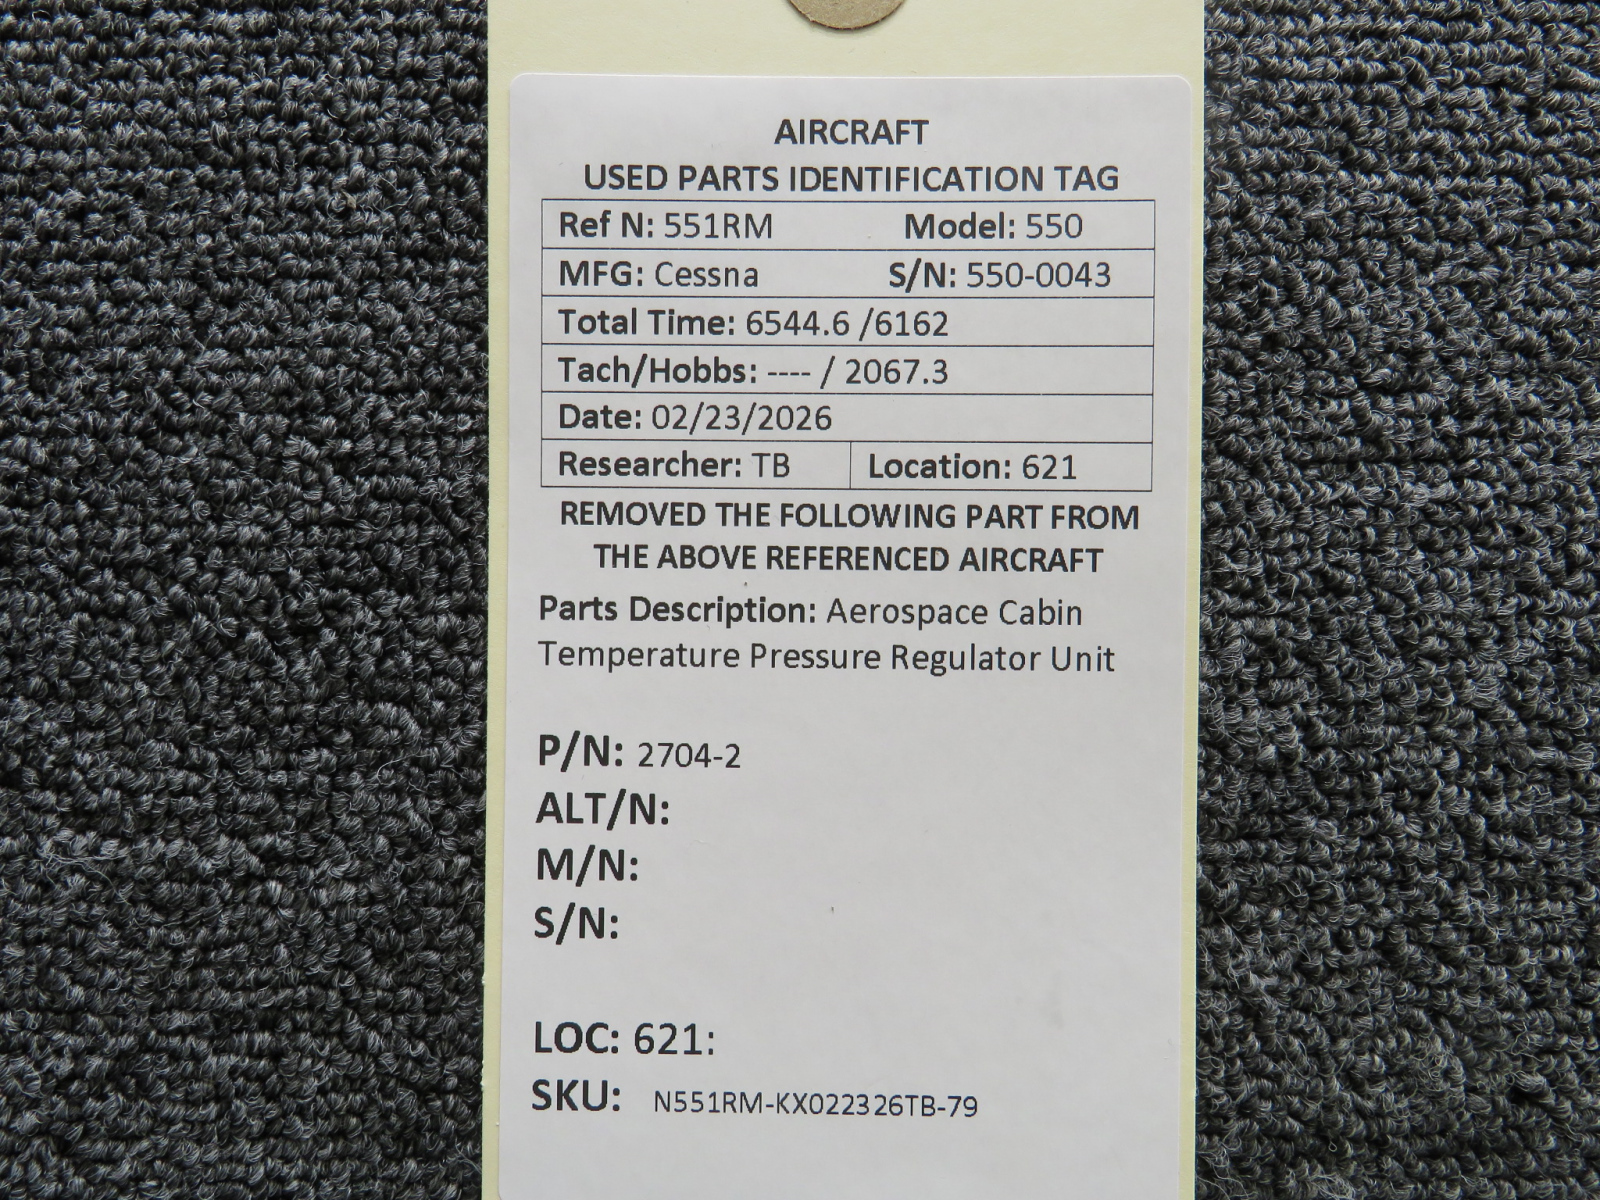 AIRCRAFT
USED PARTS IDENTIFICATION TAG
Ref N: 551RM Model: 550
MFG: Cessna S/N: 550-0043
Total Time: 6544.6 /6162
Tach/Hobbs: ---- / 2067.3
Date: 02/23/2026
Researcher: TB Location: 621
REMOVED THE FOLLOWING PART FROM
THE ABOVE REFERENCED AIRCRAFT
Parts Description: Aerospace Cabin
Temperature Pressure Regulator Unit
P/N: 2704-2
ALT/N:
M/N:
S/N:
LOC: 621:
SKU: N551RM-KX022326TB-79